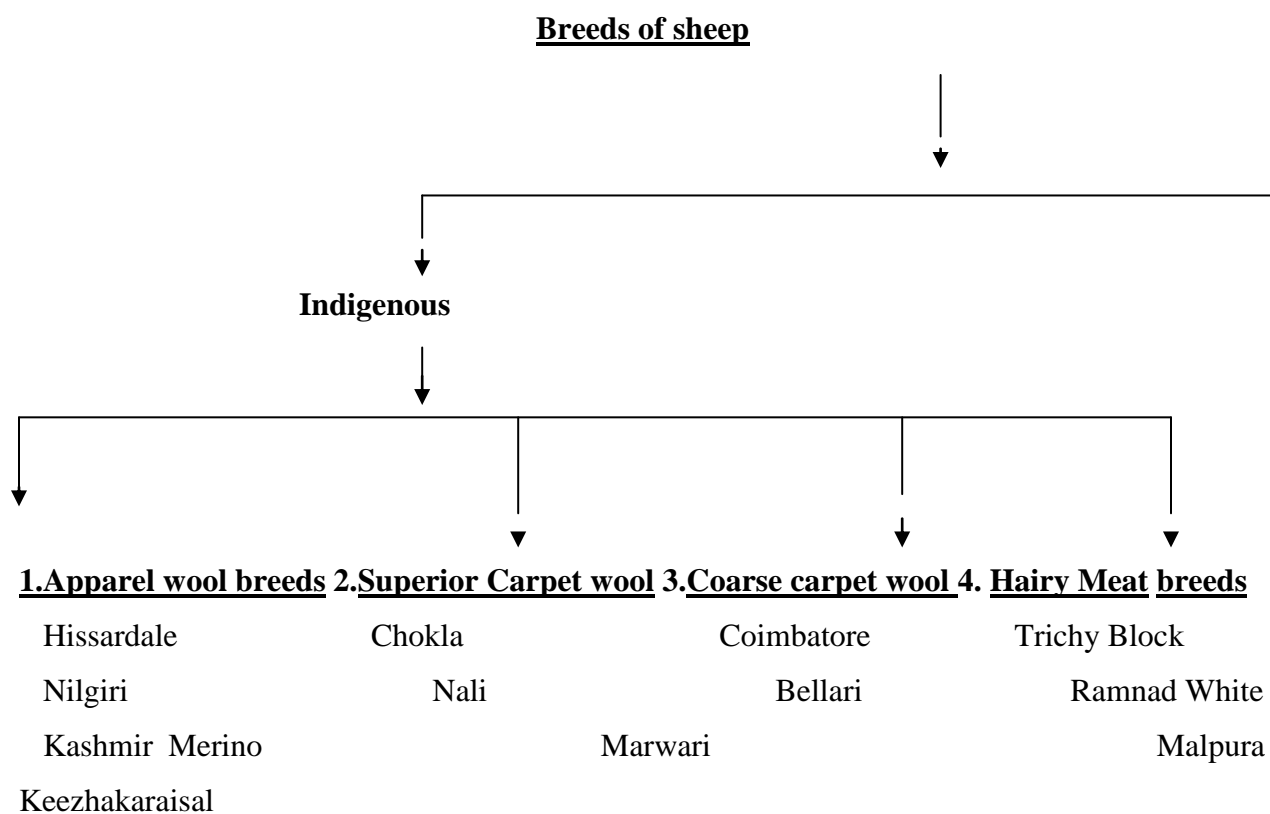 Breeds of sheep
Indigenous
1.Apparel wool breeds 2.Superior Carpet wool 3.Coarse carpet wool 4. Hairy Meat breeds
Hissardale Chokla Coimbatore Trichy Block
Nilgiri Nali Bellari Ramnad White
Kashmir Merino Marwari Malpura
Keezhakaraisal